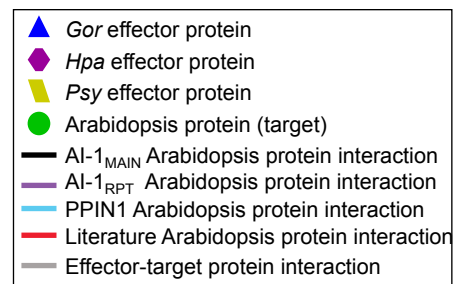 Gor effector protein
Hpa effector protein
Psy effector protein
Arabidopsis protein (target)
AI-1MAIN Arabidopsis protein interaction
AI-1RPT Arabidopsis protein interaction
PPIN1 Arabidopsis protein interaction
Literature Arabidopsis protein interaction
Effector-target protein interaction